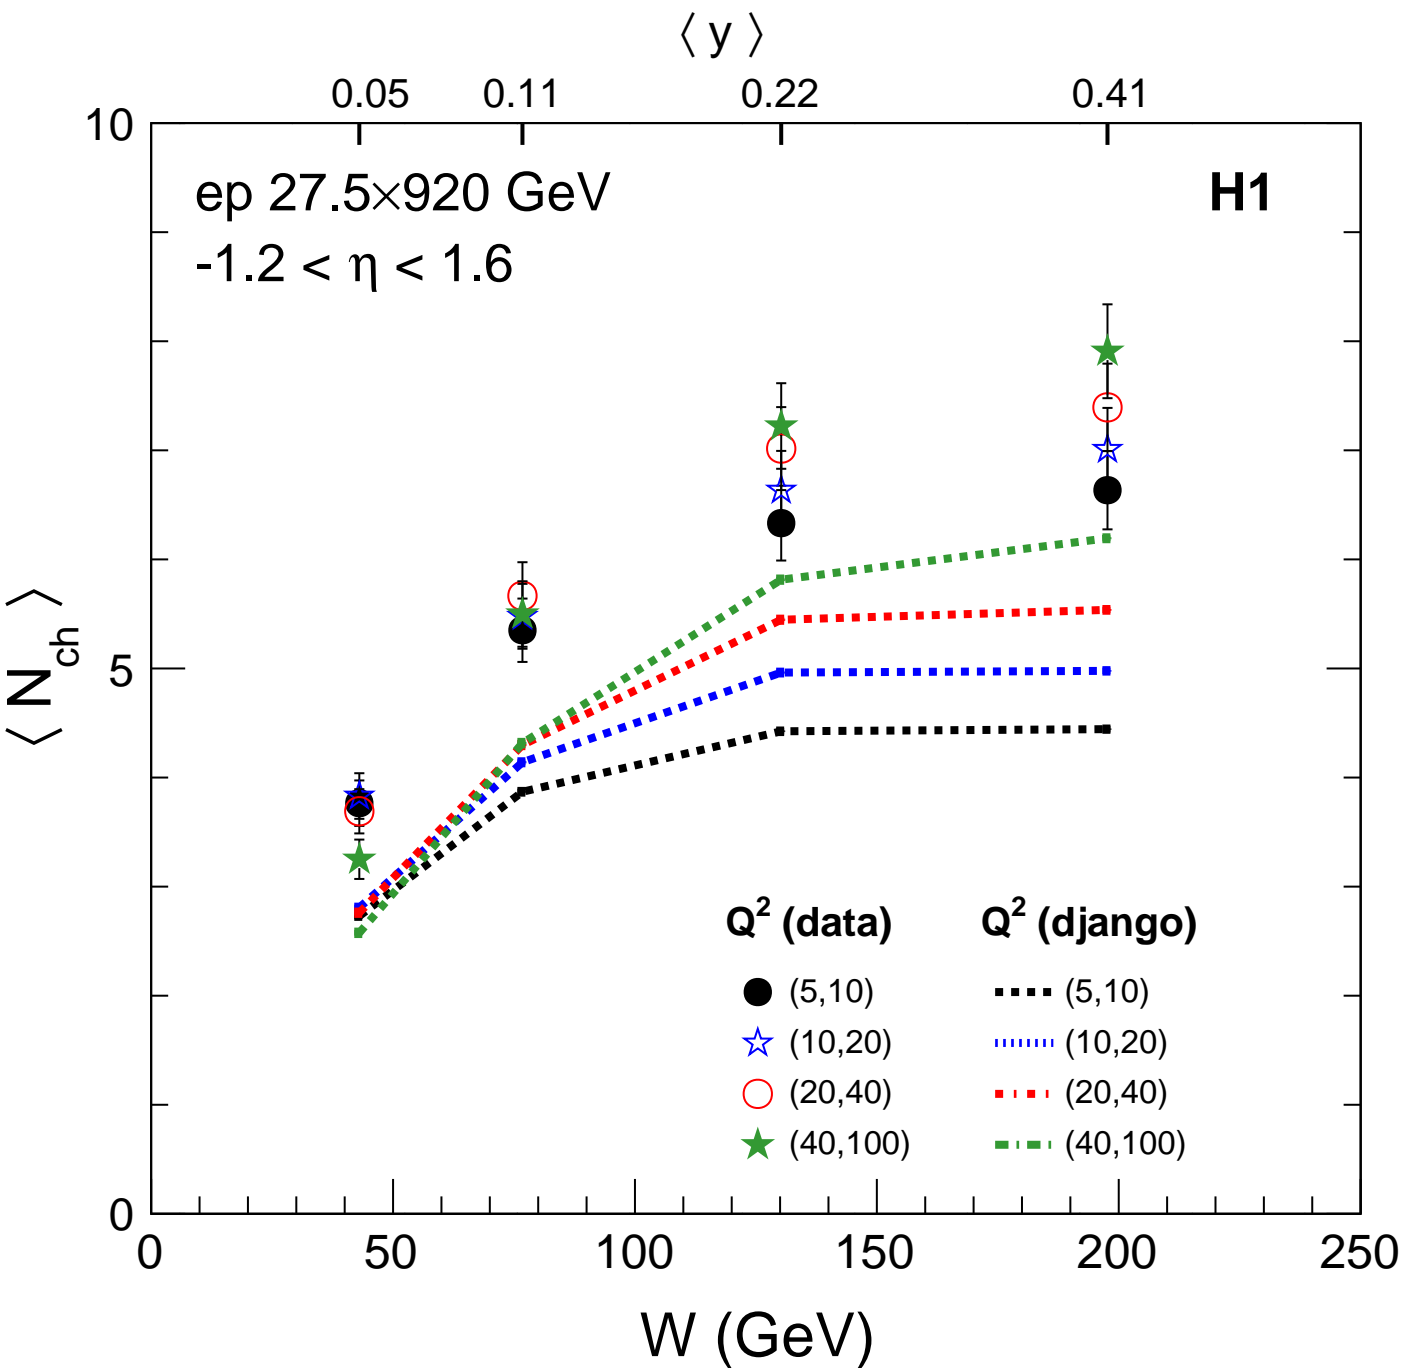 ⟨ y ⟩
0.05 0.11 0.22 0.41
10
ep 27.5×920 GeV H1
-1.2 < η < 1.6
⟨ N_ch ⟩
5
Q² (data) Q² (django)
(5,10) (5,10)
(10,20) (10,20)
(20,40) (20,40)
(40,100) (40,100)
0
0 50 100 150 200 250
W (GeV)